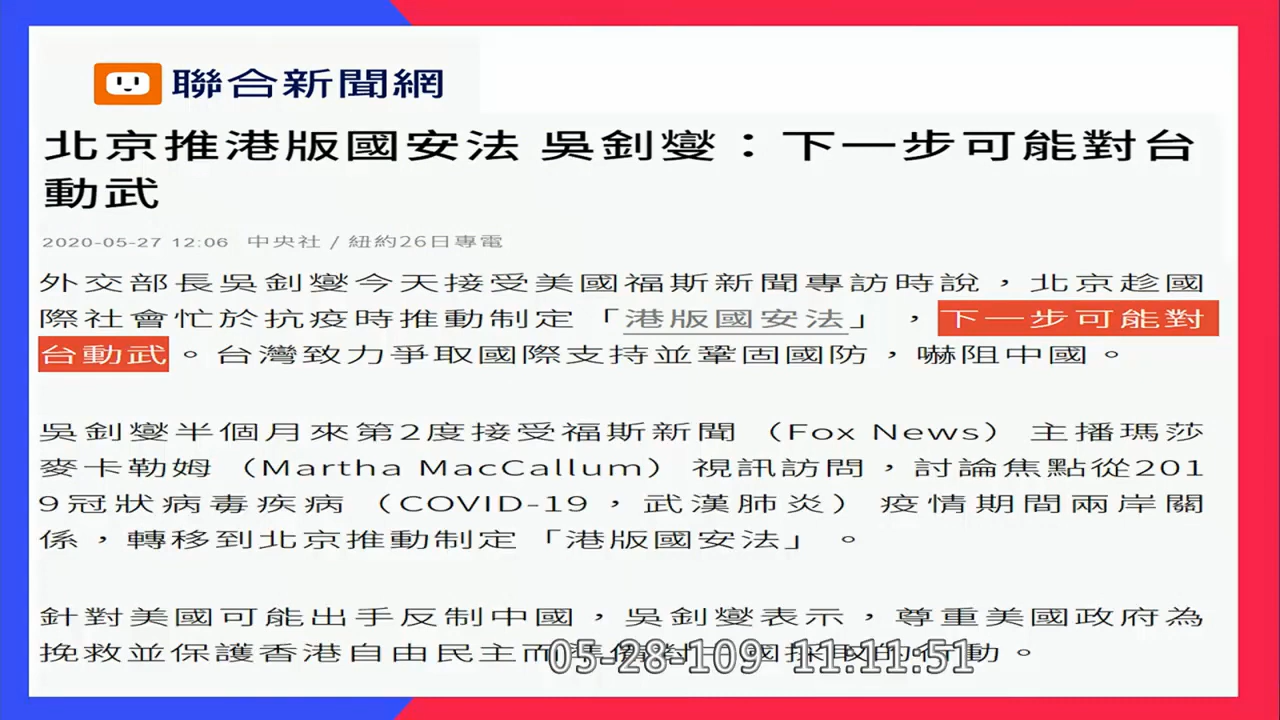 聯合新聞網
北京推港版國安法 吳釗燮：下一步可能對台
動武
2020-05-27 12:06 中央社 / 紐約26日專電
外交部長吳釗燮今天接受美國福斯新聞專訪時說，北京趁國
際社會忙於抗疫時推動制定「港版國安法」，下一步可能對
台動武。台灣致力爭取國際支持並鞏固國防，嚇阻中國。
吳釗燮半個月來第2度接受福斯新聞（Fox News）主播瑪莎
麥卡勒姆（Martha MacCallum）視訊訪問，討論焦點從201
9冠狀病毒疾病（COVID-19，武漢肺炎）疫情期間兩岸關
係，轉移到北京推動制定「港版國安法」。
針對美國可能出手反制中國，吳釗燮表示，尊重美國政府為
挽救並保護香港自由民主而國採取的行動。
05-28-109 11:11:51